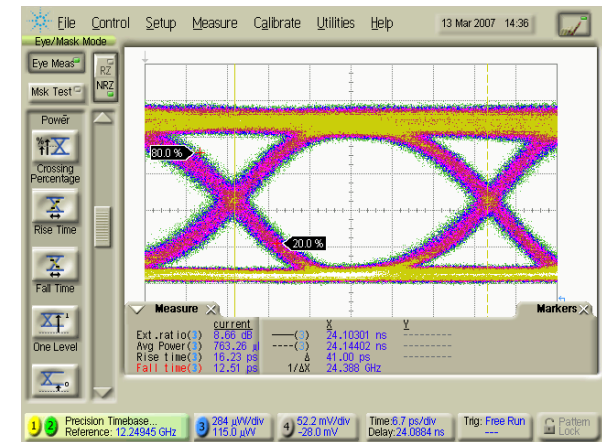 File Control Setup Measure Calibrate Utilities Help 13 Mar 2007 14:36
Eye/Mask Mode
Eye Meas
RZ
NRZ
Msk Test
Power
Crossing
Percentage
Rise Time
Fall Time
One Level
80.0 %
20.0 %
Measure
Markers
current X Y
Ext.ratio(3) 8.66 dB ——(3) 24.10301 ns ---------
Avg Power(3) 763.26 µ ----(3) 24.14402 ns ---------
Rise time(3) 16.23 ps Δ 41.00 ps ---------
Fall time(3) 12.51 ps 1/ΔX 24.388 GHz
1 2 Precision Timebase...
Reference: 12.24945 GHz
3 284 µW/div
115.0 µW
4 52.2 mV/div
-28.0 mV
Time:6.7 ps/div
Delay:24.0884 ns
Trig: Free Run
---
Pattern
Lock